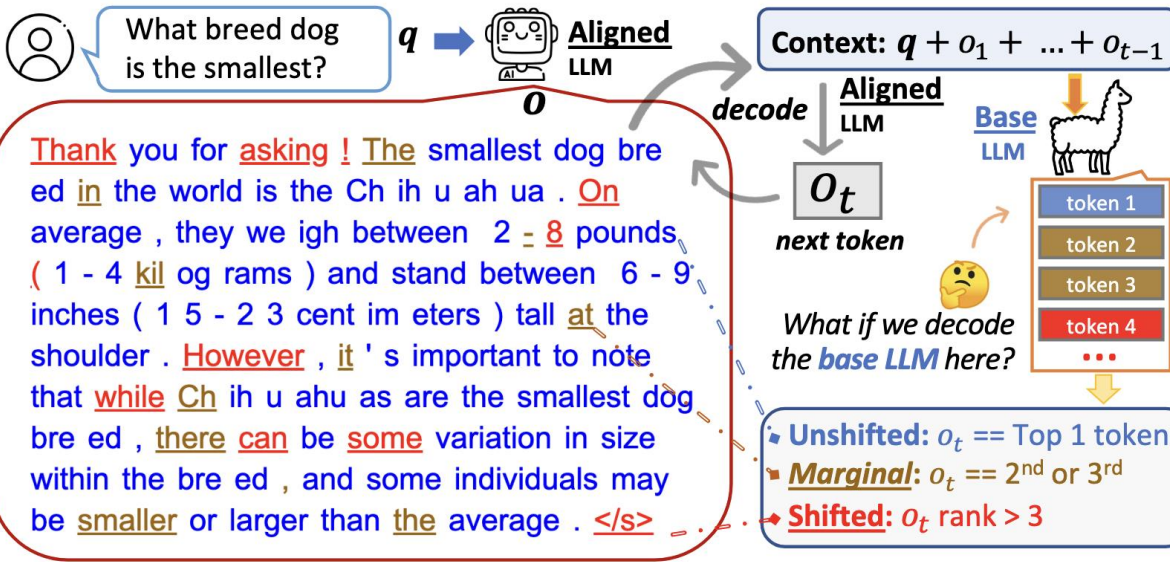 What breed dog
is the smallest?
q
AI
Aligned
LLM
o
Thank you for asking ! The smallest dog bre
ed in the world is the Ch ih u ah ua . On
average , they we igh between 2 - 8 pounds
( 1 - 4 kil og rams ) and stand between 6 - 9
inches ( 1 5 - 2 3 cent im eters ) tall at the
shoulder . However , it ' s important to note
that while Ch ih u ahu as are the smallest dog
bre ed , there can be some variation in size
within the bre ed , and some individuals may
be smaller or larger than the average . </s>
Context: q + o₁ + ... + oₜ₋₁
decode
Aligned
LLM
Oₜ
next token
Base
LLM
token 1
token 2
token 3
token 4
...
What if we decode
the base LLM here?
Unshifted: oₜ == Top 1 token
Marginal: oₜ == 2nd or 3rd
Shifted: oₜ rank > 3